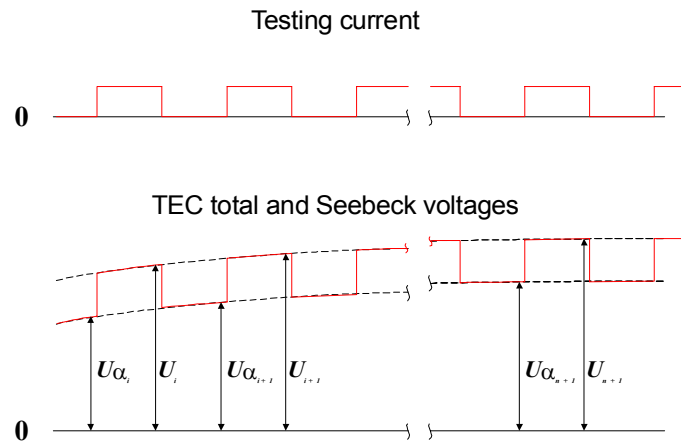 Testing current
0
TEC total and Seebeck voltages
Uαᵢ Uᵢ Uαᵢ₊₁ Uᵢ₊₁ Uαₙ₊₁ Uₙ₊₁
0